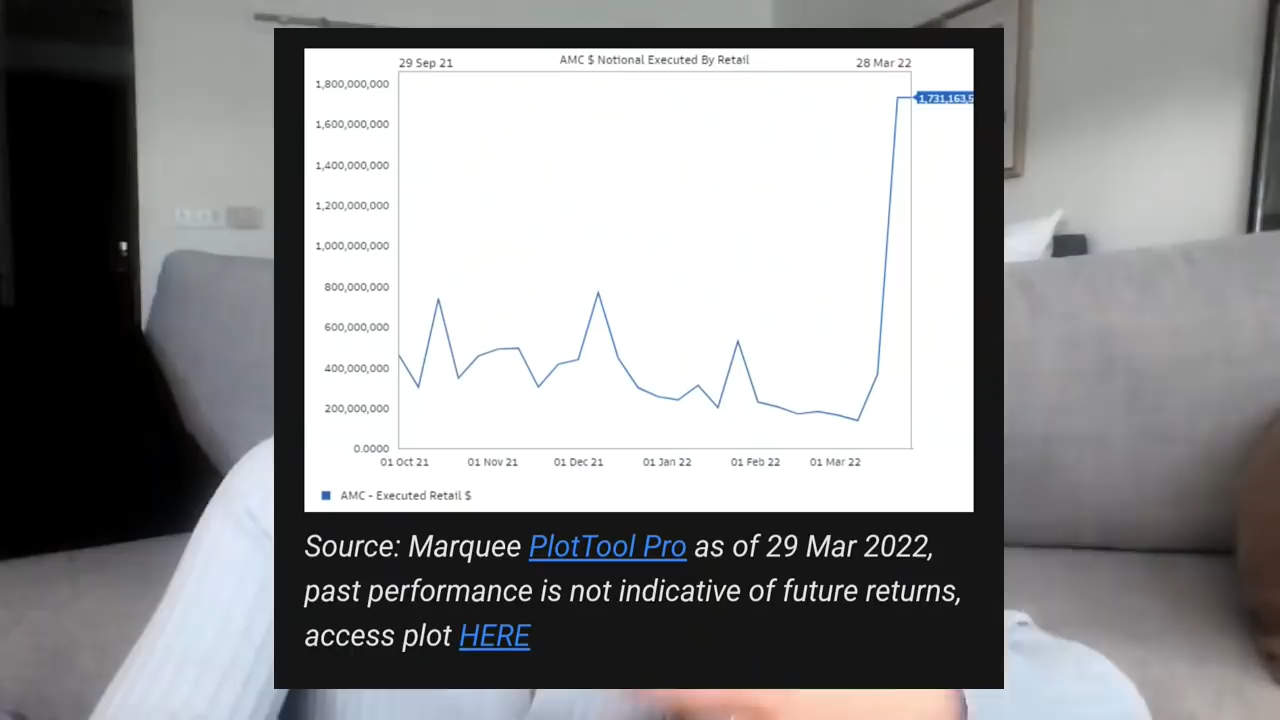 29 Sep 21 AMC $ Notional Executed By Retail 28 Mar 22
1,800,000,000
1,731,163,5
1,600,000,000
1,400,000,000
1,200,000,000
1,000,000,000
800,000,000
600,000,000
400,000,000
200,000,000
0.0000
01 Oct 21 01 Nov 21 01 Dec 21 01 Jan 22 01 Feb 22 01 Mar 22
AMC - Executed Retail $
Source: Marquee PlotTool Pro as of 29 Mar 2022,
past performance is not indicative of future returns,
access plot HERE